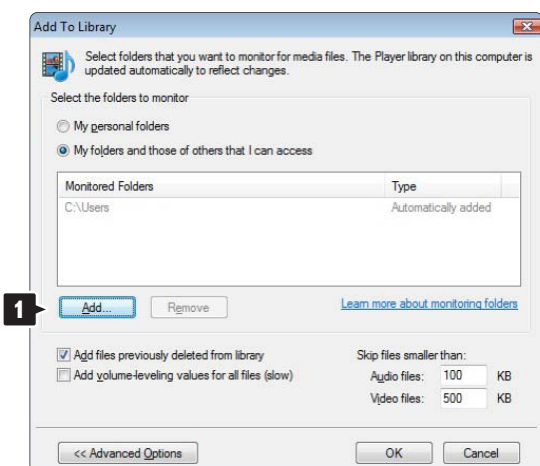 Add To Library
Select folders that you want to monitor for media files. The Player library on this computer is
updated automatically to reflect changes.
Select the folders to monitor
My personal folders
My folders and those of others that I can access
Monitored Folders Type
C:\Users Automatically added
1
Add... Remove Learn more about monitoring folders
Add files previously deleted from library Skip files smaller than:
Add volume-leveling values for all files (slow) Audio files: 100 KB
Video files: 500 KB
<< Advanced Options OK Cancel